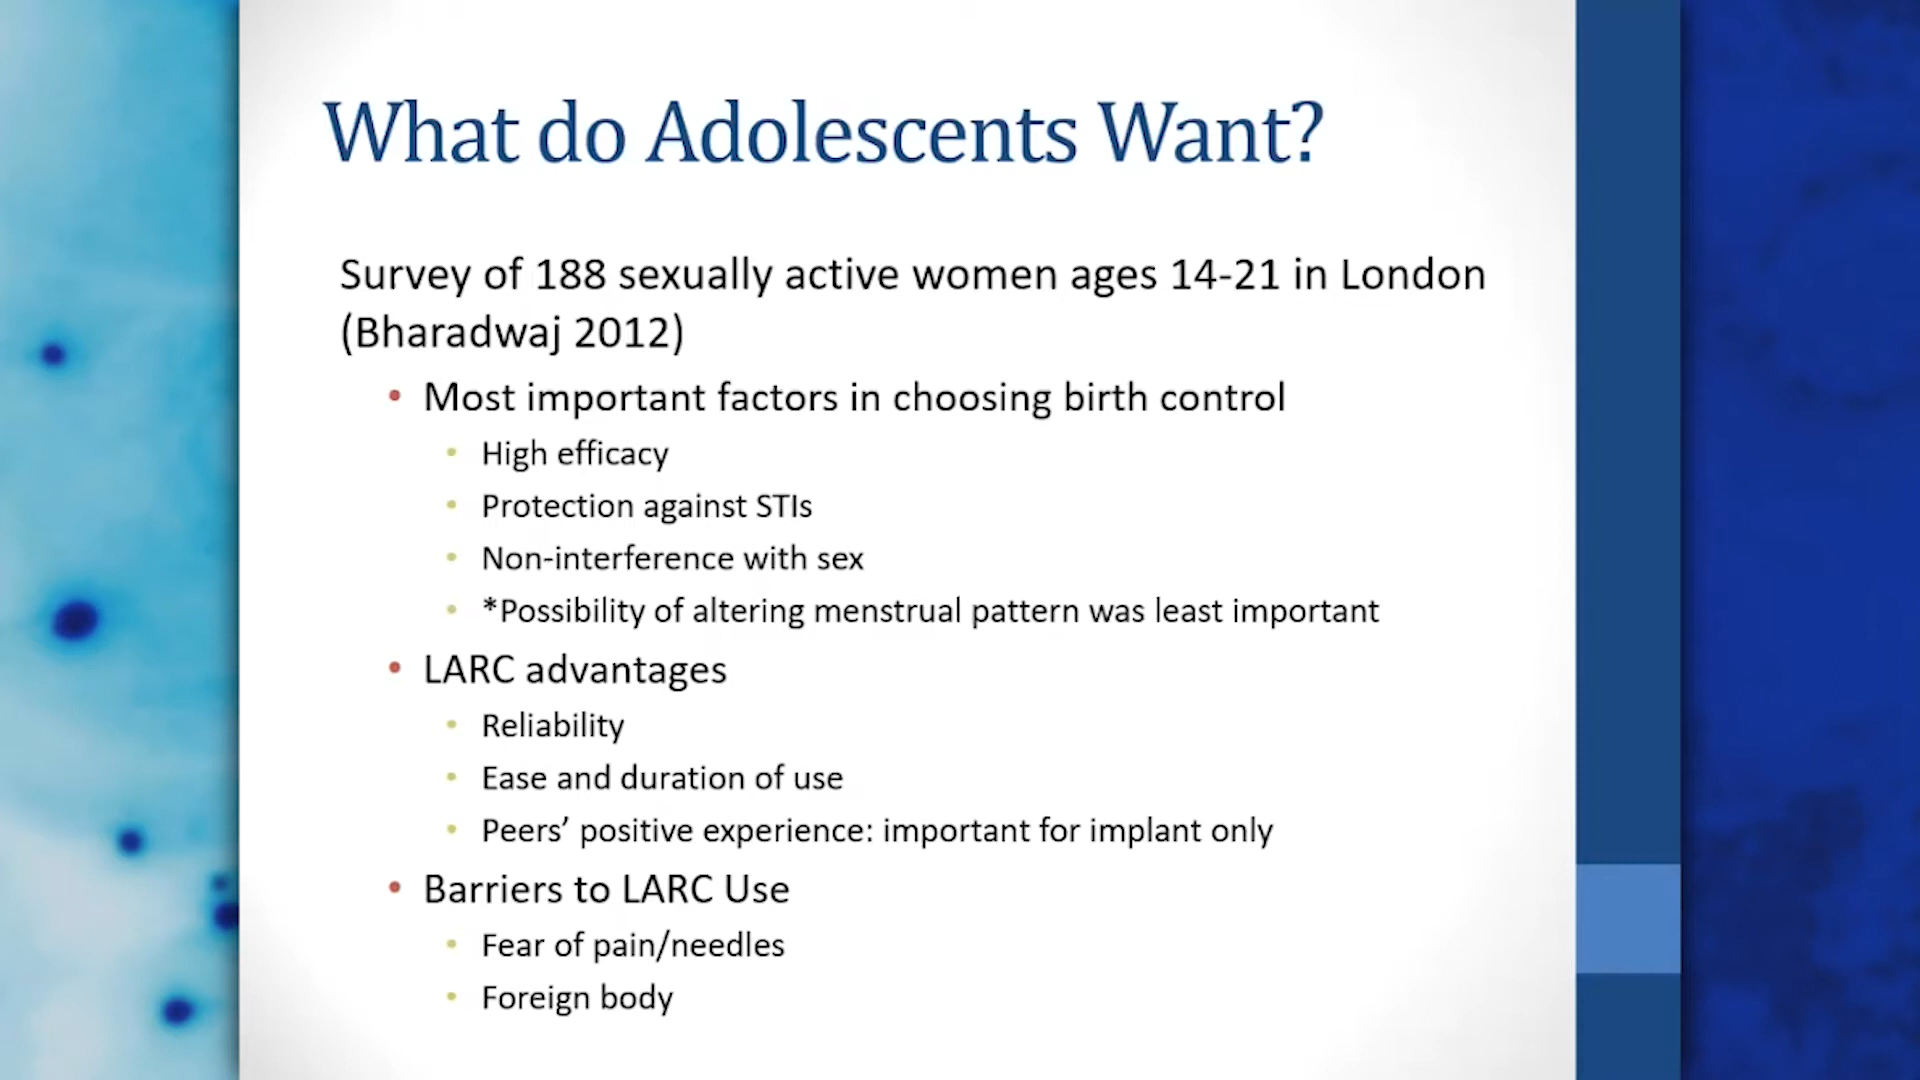 What do Adolescents Want?
Survey of 188 sexually active women ages 14-21 in London
(Bharadwaj 2012)
• Most important factors in choosing birth control
• High efficacy
• Protection against STIs
• Non-interference with sex
• *Possibility of altering menstrual pattern was least important
• LARC advantages
• Reliability
• Ease and duration of use
• Peers’ positive experience: important for implant only
• Barriers to LARC Use
• Fear of pain/needles
• Foreign body